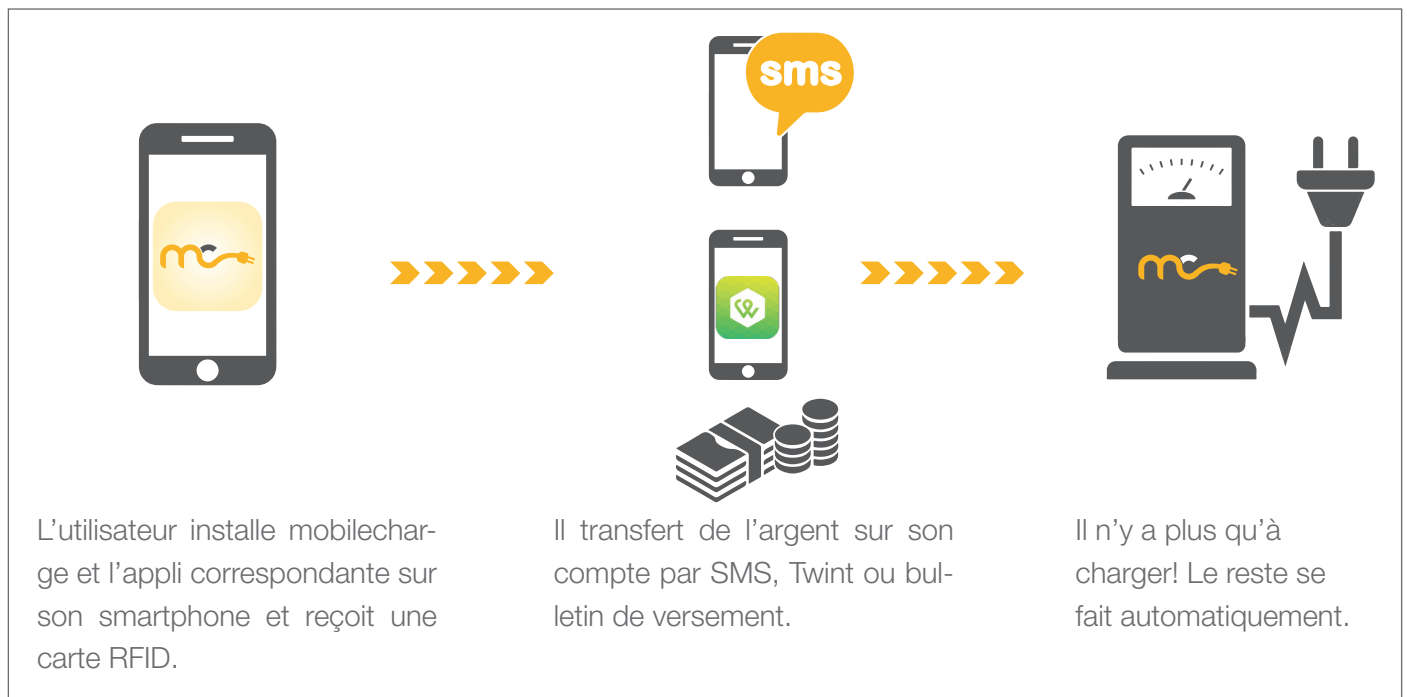 sms
mc
mc
L'utilisateur installe mobilechar-
ge et l'appli correspondante sur
son smartphone et reçoit une
carte RFID.
Il transfert de l'argent sur son
compte par SMS, Twint ou bul-
letin de versement.
Il n'y a plus qu'à
charger! Le reste se
fait automatiquement.